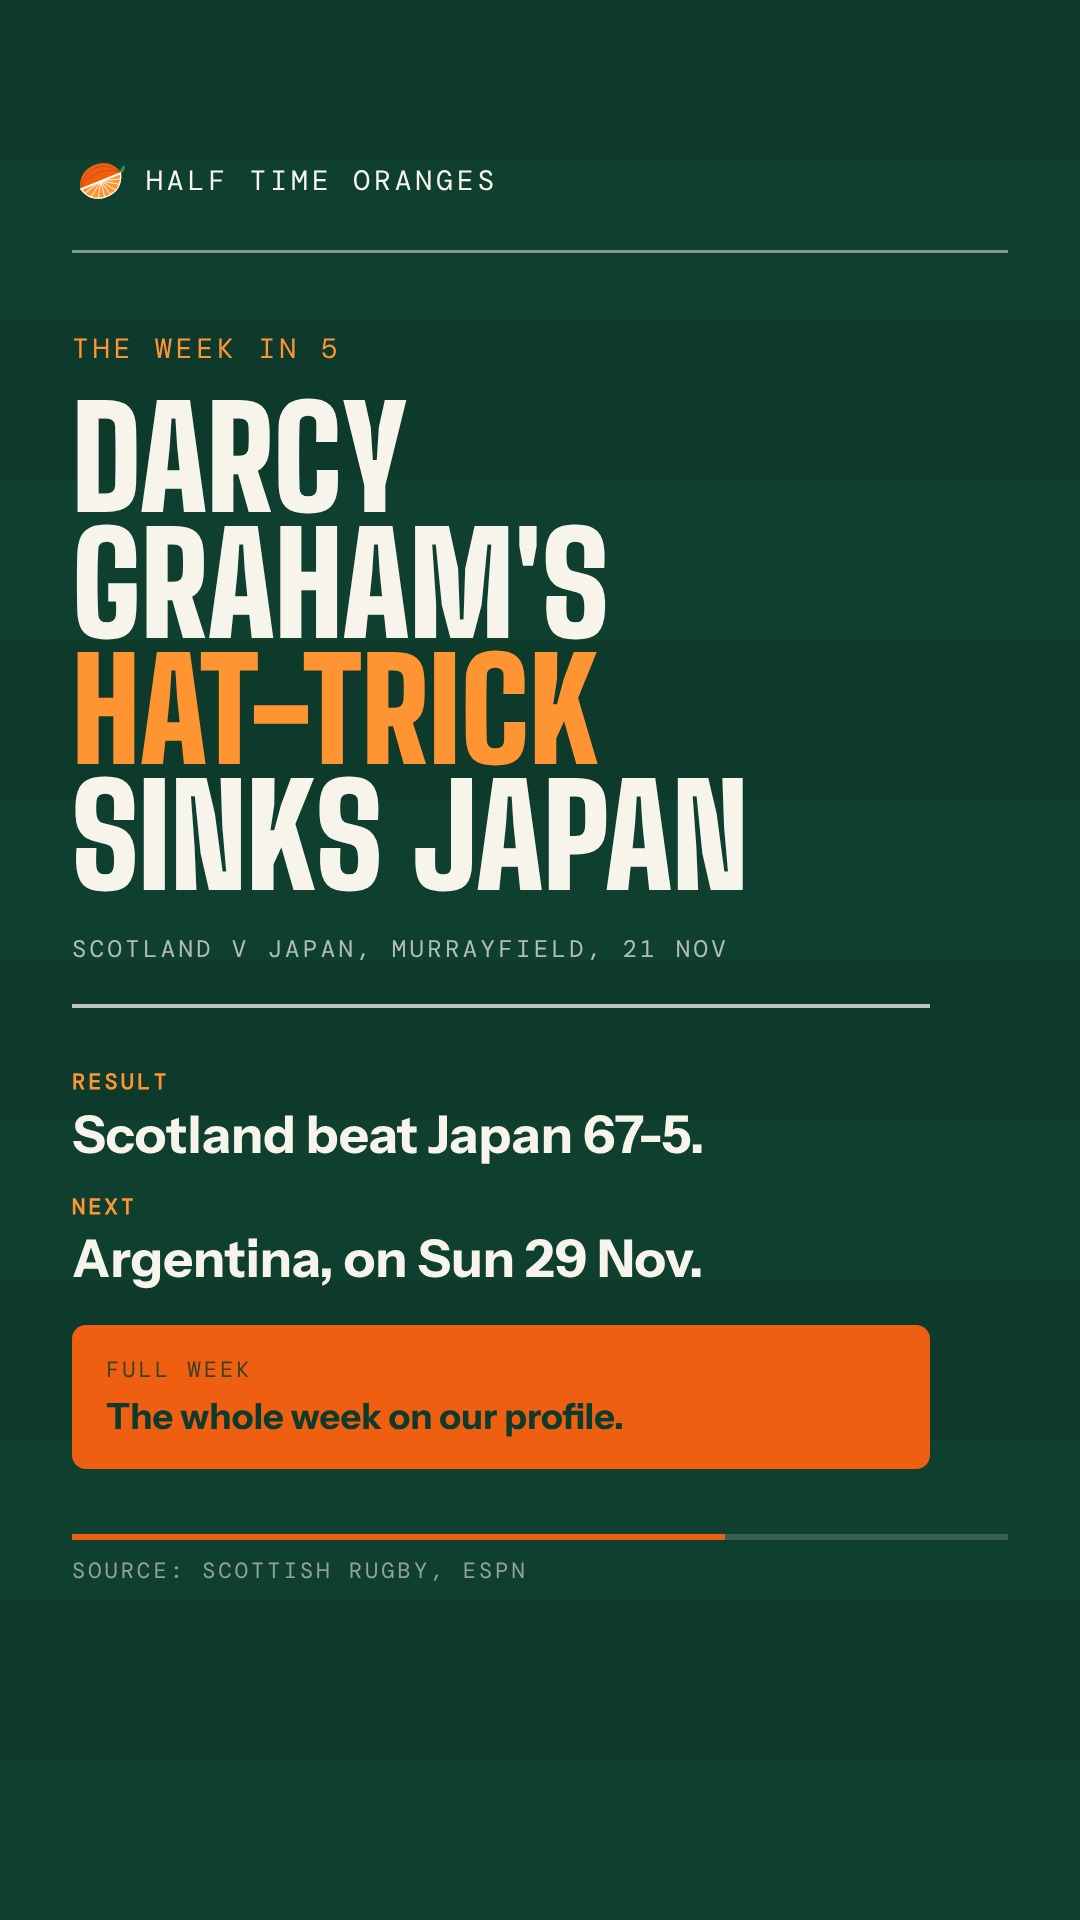 HALF TIME ORANGES
THE WEEK IN 5
DARCY
GRAHAM'S
HAT-TRICK
SINKS JAPAN
SCOTLAND V JAPAN, MURRAYFIELD, 21 NOV
RESULT
Scotland beat Japan 67-5.
NEXT
Argentina, on Sun 29 Nov.
FULL WEEK
The whole week on our profile.
SOURCE: SCOTTISH RUGBY, ESPN